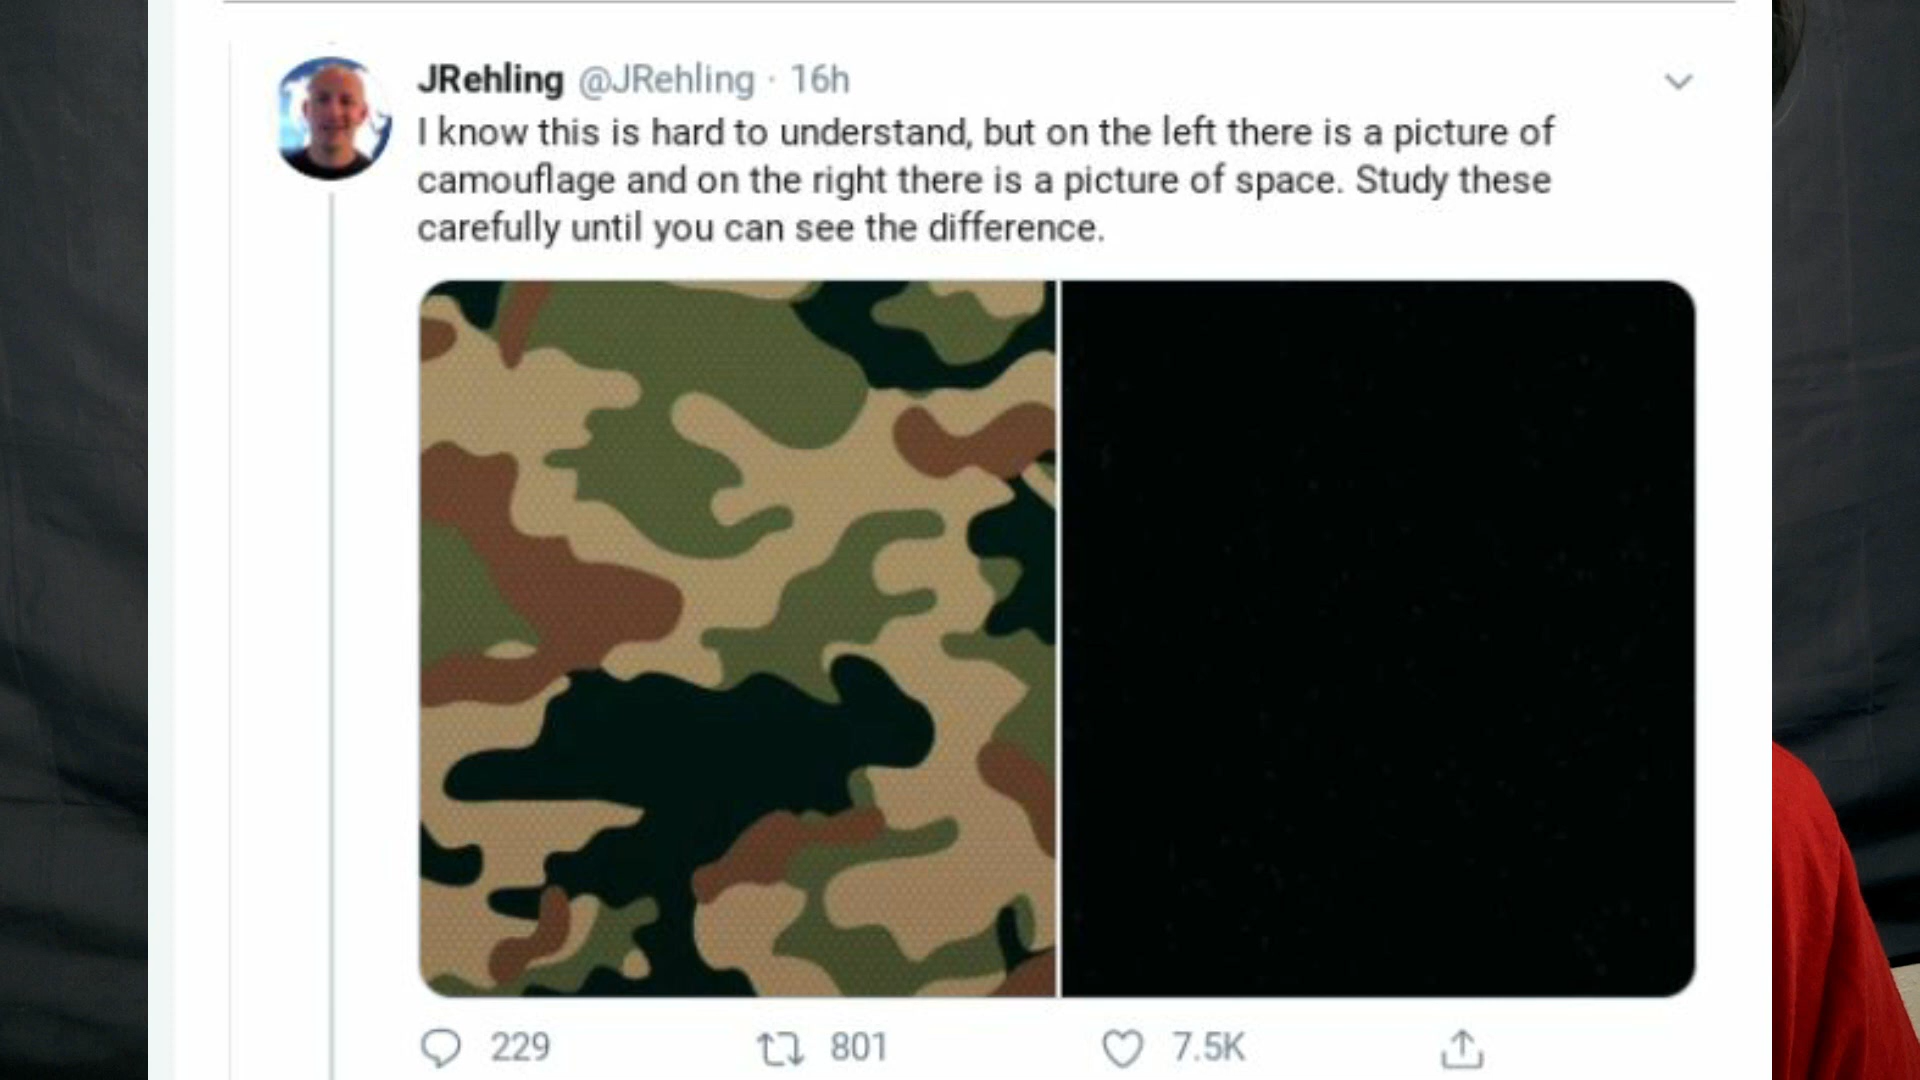 JRehling @JRehling · 16h
I know this is hard to understand, but on the left there is a picture of
camouflage and on the right there is a picture of space. Study these
carefully until you can see the difference.
229 801 7.5K